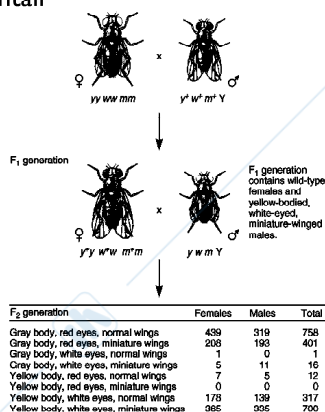 ♀ x ♂
yy ww mm y⁺ w⁺ m⁺ Y
F₁ generation
F₁ generation
contains wild-type
females and
yellow-bodied,
white-eyed,
miniature-winged
males.
♀ x ♂
y⁺y w⁺w m⁺m y w m Y
F₂ generation Females Males Total
Gray body, red eyes, normal wings 439 319 758
Gray body, red eyes, miniature wings 208 193 401
Gray body, white eyes, normal wings 1 0 1
Gray body, white eyes, miniature wings 5 11 16
Yellow body, red eyes, normal wings 7 5 12
Yellow body, red eyes, miniature wings 0 0 0
Yellow body, white eyes, normal wings 178 139 317
Yellow body, white eyes, miniature wings 365 335 700